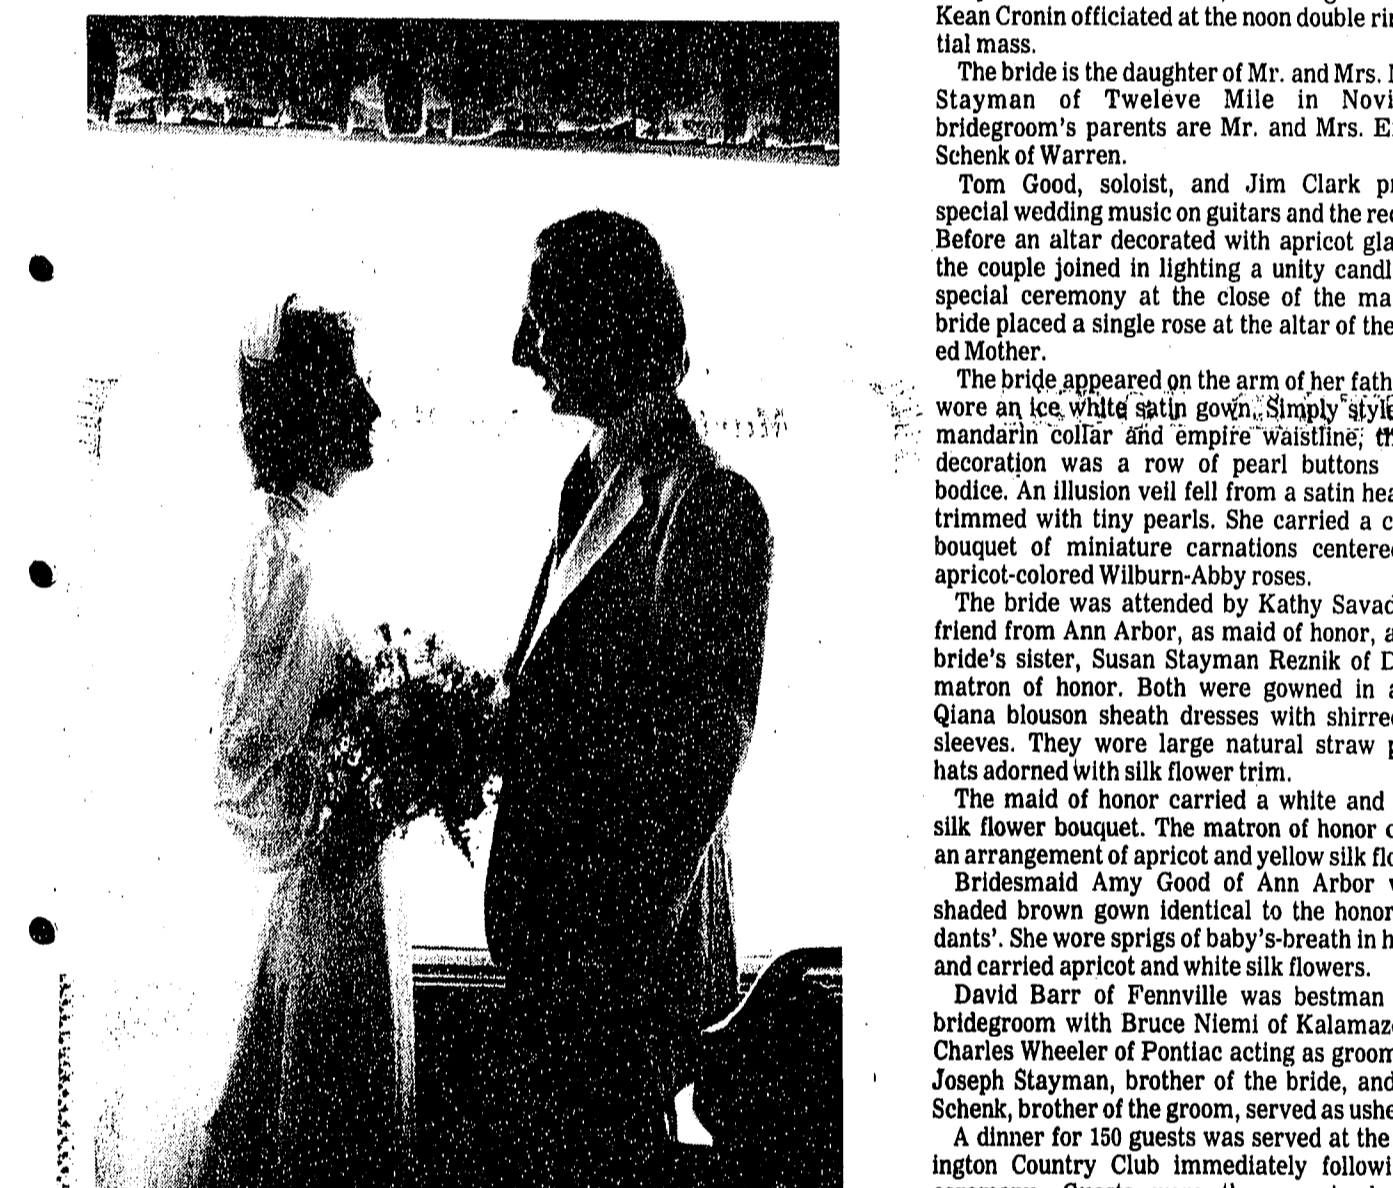 Kean Cronin officiated at the noon double
tial mass.
The bride is the daughter of Mr. and Mrs.
Stayman of Tweleve Mile in Novi
bridegroom's parents are Mr. and Mrs.
Schenk of Warren.
Tom Good, soloist, and Jim Clark
special wedding music on guitars and the
Before an altar decorated with apricot
the couple joined in lighting a unity
special ceremony at the close of the
bride placed a single rose at the altar of the
ed Mother.
The bride appeared on the arm of her
wore an ice white satin gown. Simply
mandarin collar and empire waistline;
decoration was a row of pearl buttons
bodice. An illusion veil fell from a satin
trimmed with tiny pearls. She carried a
bouquet of miniature carnations
apricot-colored Wilburn-Abby roses.
The bride was attended by Kathy
friend from Ann Arbor, as maid of honor,
bride's sister, Susan Stayman Reznik of
matron of honor. Both were gowned in
Qiana blouson sheath dresses with
sleeves. They wore large natural straw
hats adorned with silk flower trim.
The maid of honor carried a white and
silk flower bouquet. The matron of honor
an arrangement of apricot and yellow silk
Bridesmaid Amy Good of Ann Arbor
shaded brown gown identical to the honor
dants'. She wore sprigs of baby's-breath in
and carried apricot and white silk flowers.
David Barr of Fennville was bestman
bridegroom with Bruce Niemi of
Charles Wheeler of Pontiac acting as
Joseph Stayman, brother of the bride, and
Schenk, brother of the groom, served as
A dinner for 150 guests was served at the
ington Country Club immediately